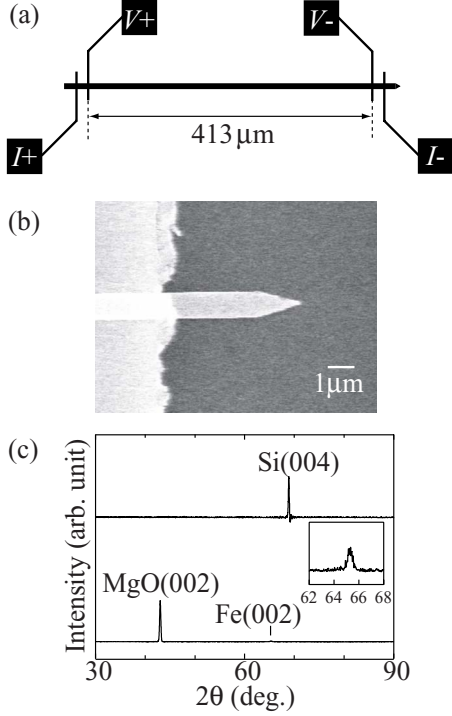 (a)
V+
V-
413 μm
I+
I-
(b)
1μm
(c)
Intensity (arb. unit)
Si(004)
MgO(002)
Fe(002)
62 64 66 68
30 60 90
2θ (deg.)